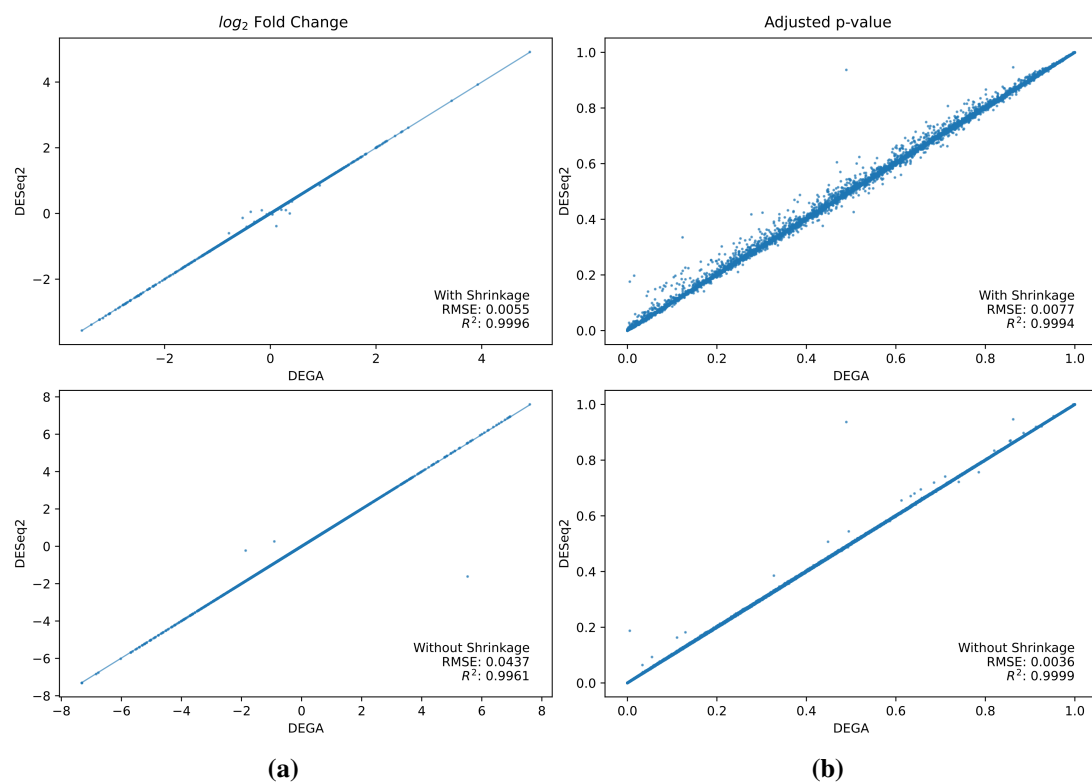 log₂ Fold Change
4
2
0
−2
DESeq2
−2
0
2
4
DEGA
With Shrinkage
RMSE: 0.0055
R²: 0.9996
Adjusted p-value
1.0
0.8
0.6
0.4
0.2
0.0
DESeq2
0.0
0.2
0.4
0.6
0.8
1.0
DEGA
With Shrinkage
RMSE: 0.0077
R²: 0.9994
8
6
4
2
0
−2
−4
−6
−8
DESeq2
−8
−6
−4
−2
0
2
4
6
8
DEGA
Without Shrinkage
RMSE: 0.0437
R²: 0.9961
1.0
0.8
0.6
0.4
0.2
0.0
DESeq2
0.0
0.2
0.4
0.6
0.8
1.0
DEGA
Without Shrinkage
RMSE: 0.0036
R²: 0.9999
(a)
(b)